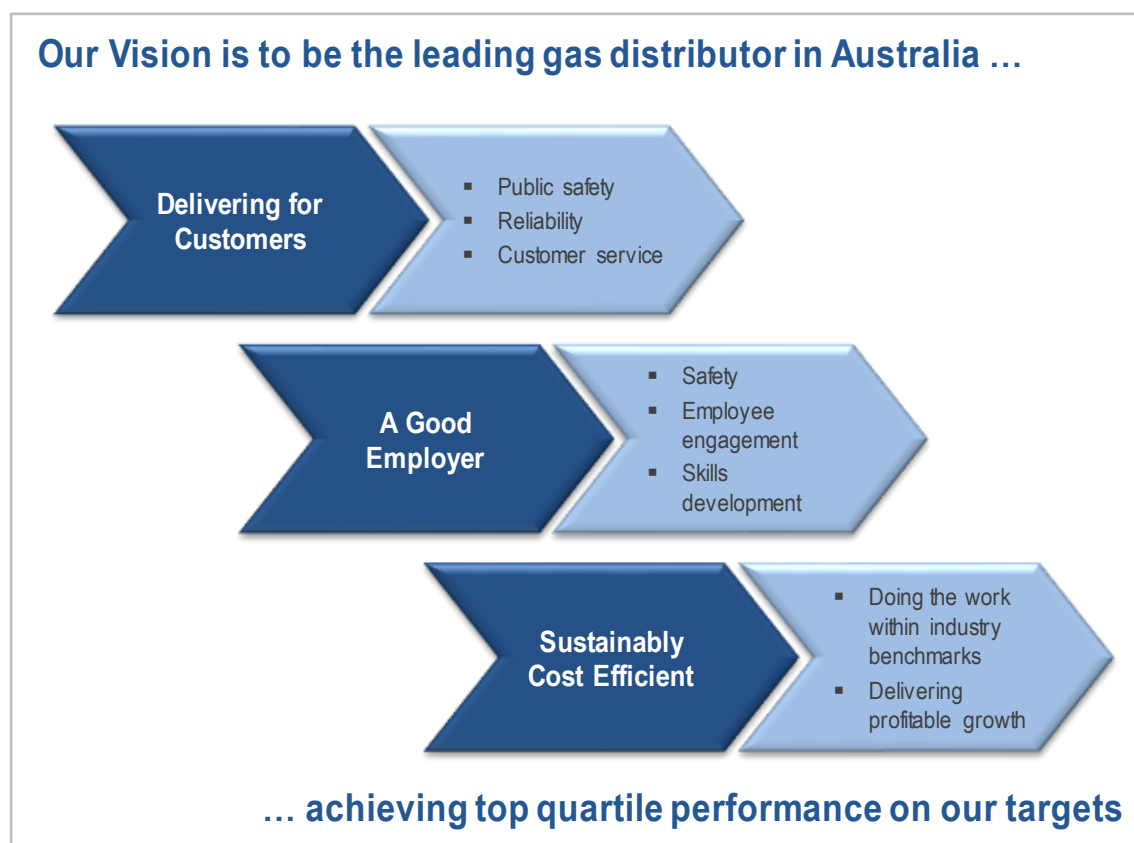 Our Vision is to be the leading gas distributor in Australia …
Delivering for
Customers
▪ Public safety
▪ Reliability
▪ Customer service
A Good
Employer
▪ Safety
▪ Employee
engagement
▪ Skills
development
Sustainably
Cost Efficient
▪ Doing the work
within industry
benchmarks
▪ Delivering
profitable growth
… achieving top quartile performance on our targets